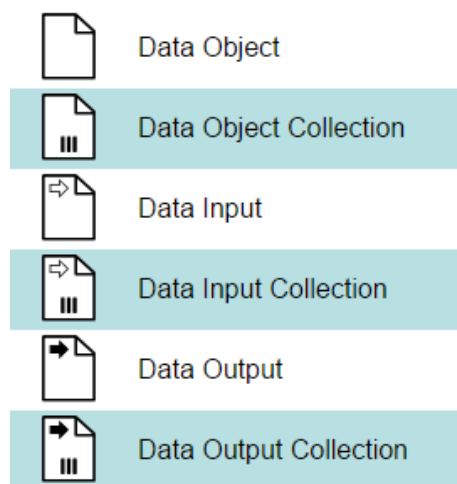 Data Object
Data Object Collection
Data Input
Data Input Collection
Data Output
Data Output Collection